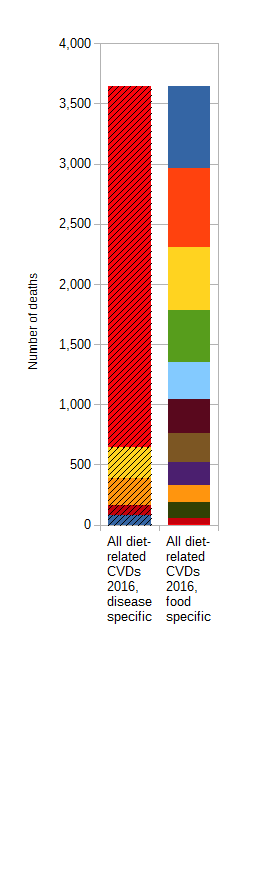 4,000
3,500
3,000
2,500
2,000
1,500
1,000
500
0
Number of deaths
All diet-
related
CVDs
2016,
disease
specific
All diet-
related
CVDs
2016,
food
specific